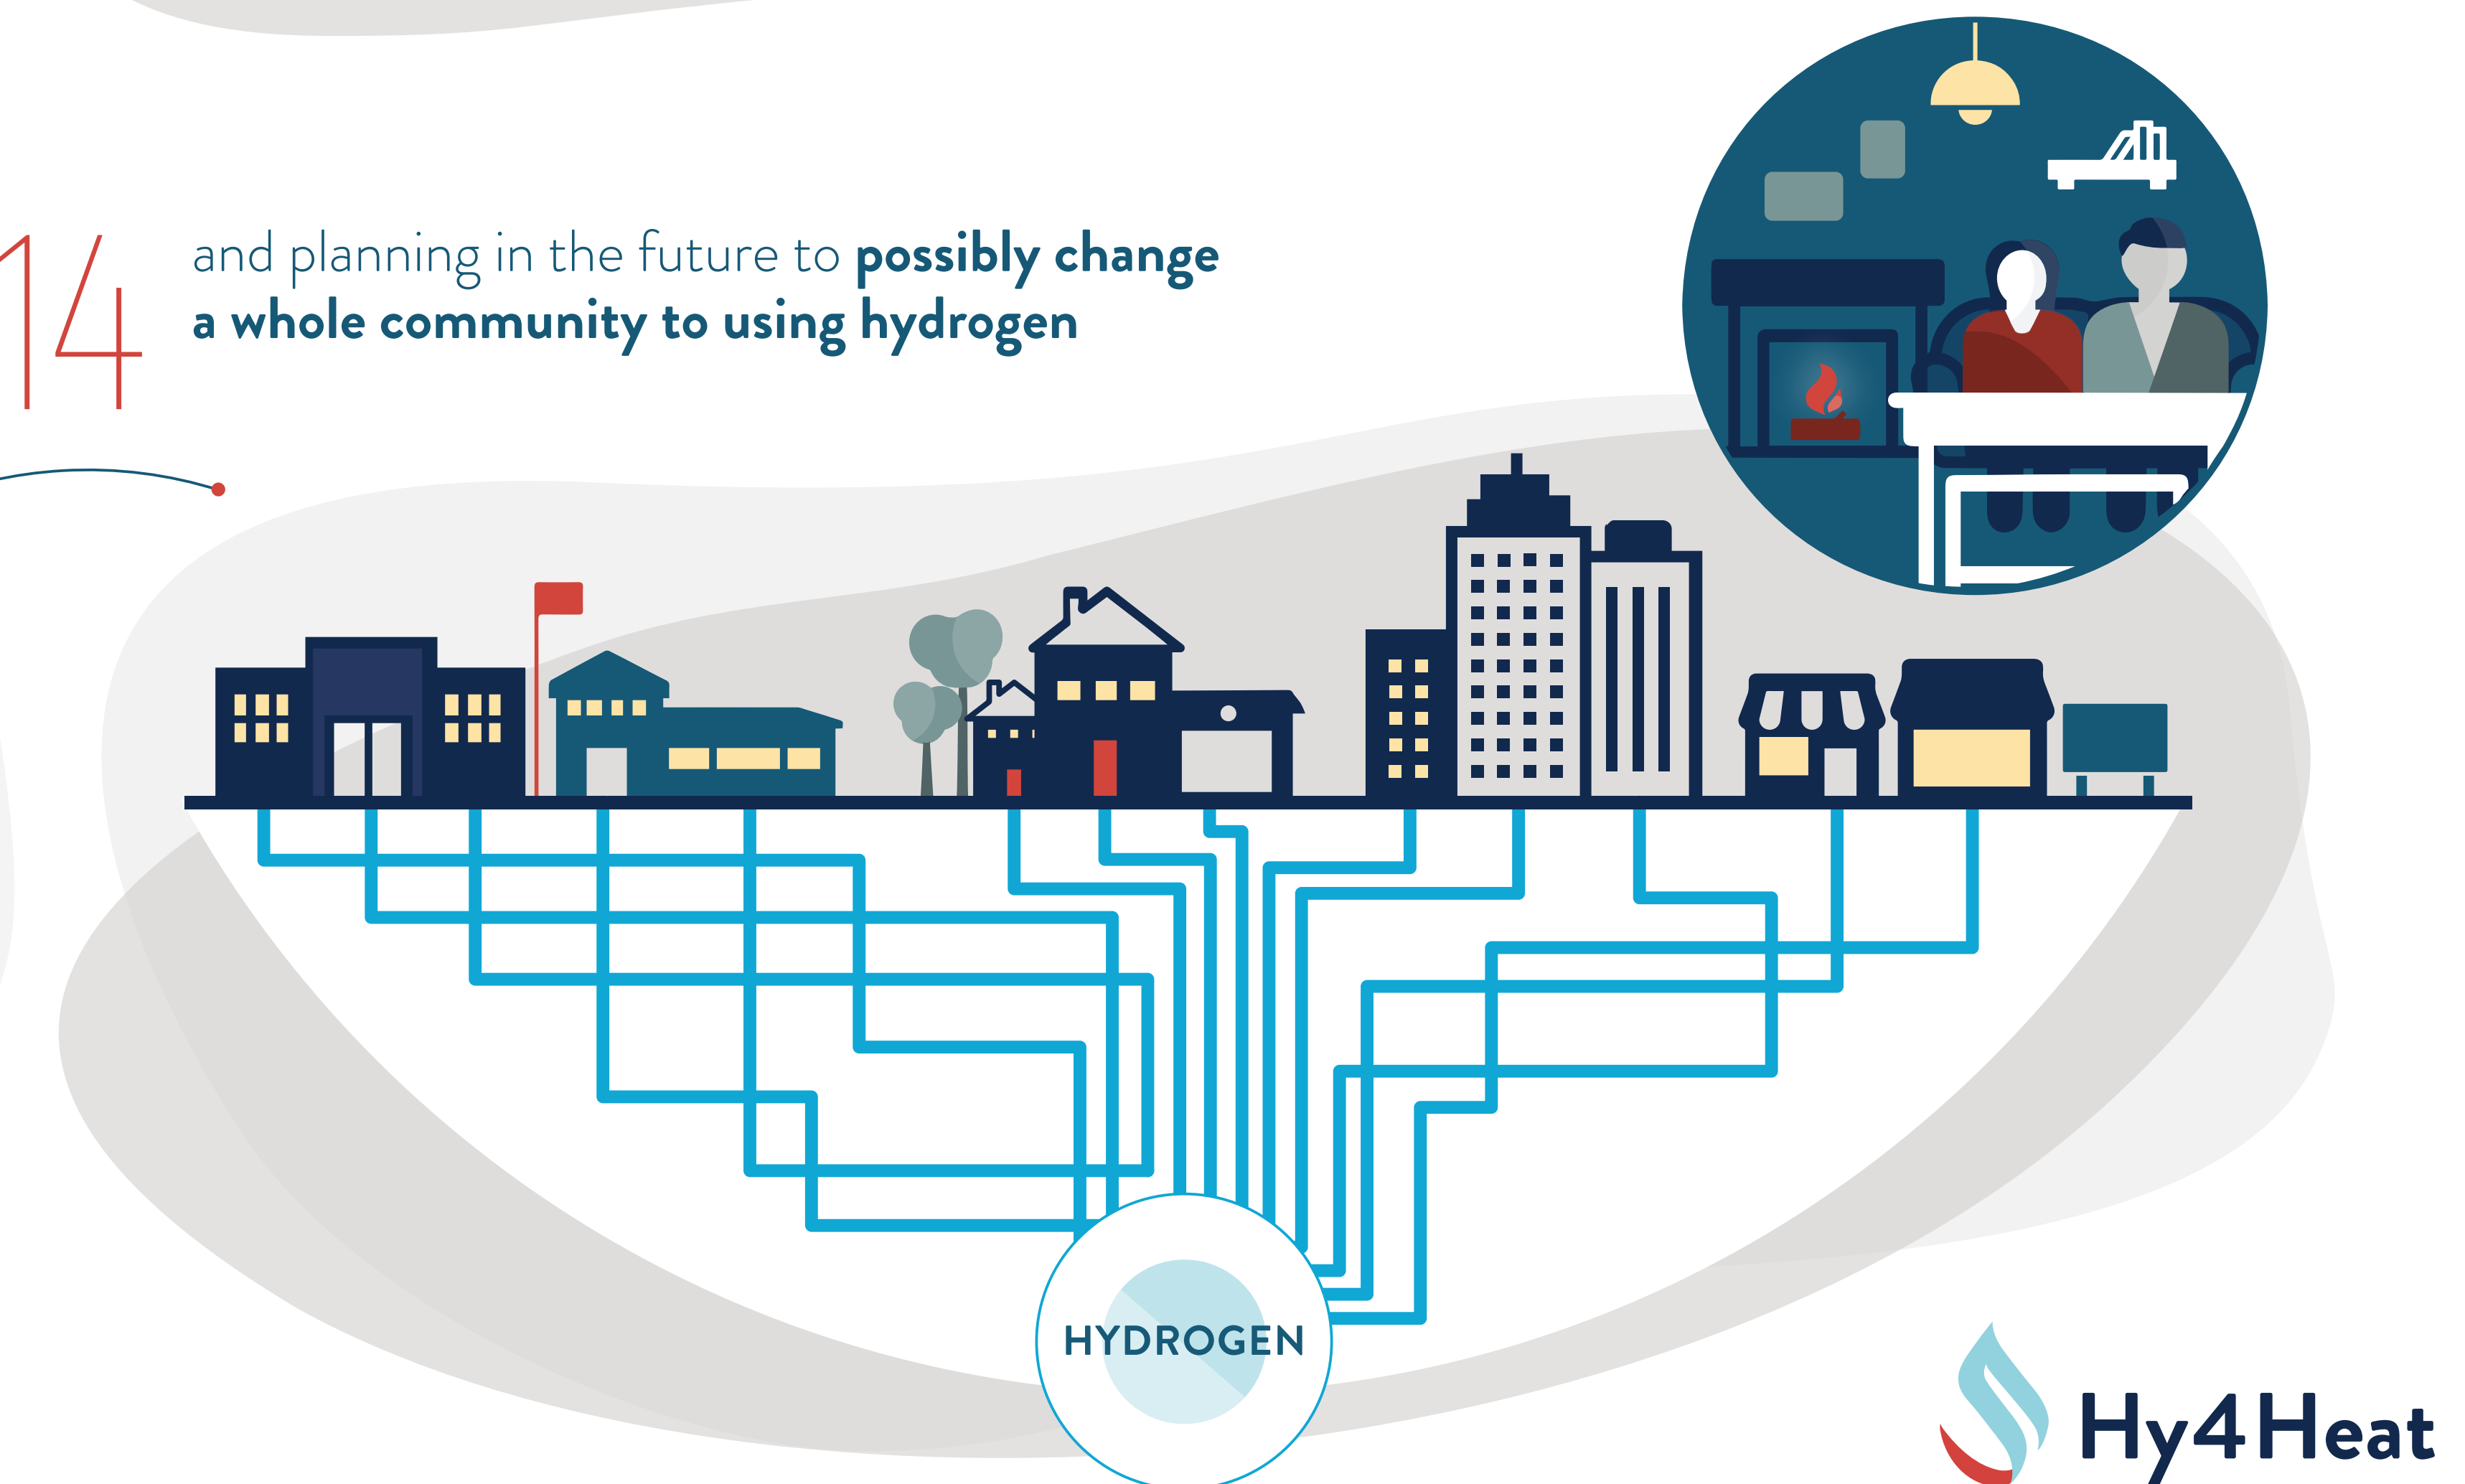 14
and planning in the future to possibly change
a whole community to using hydrogen
HYDROGEN
Hy4Heat